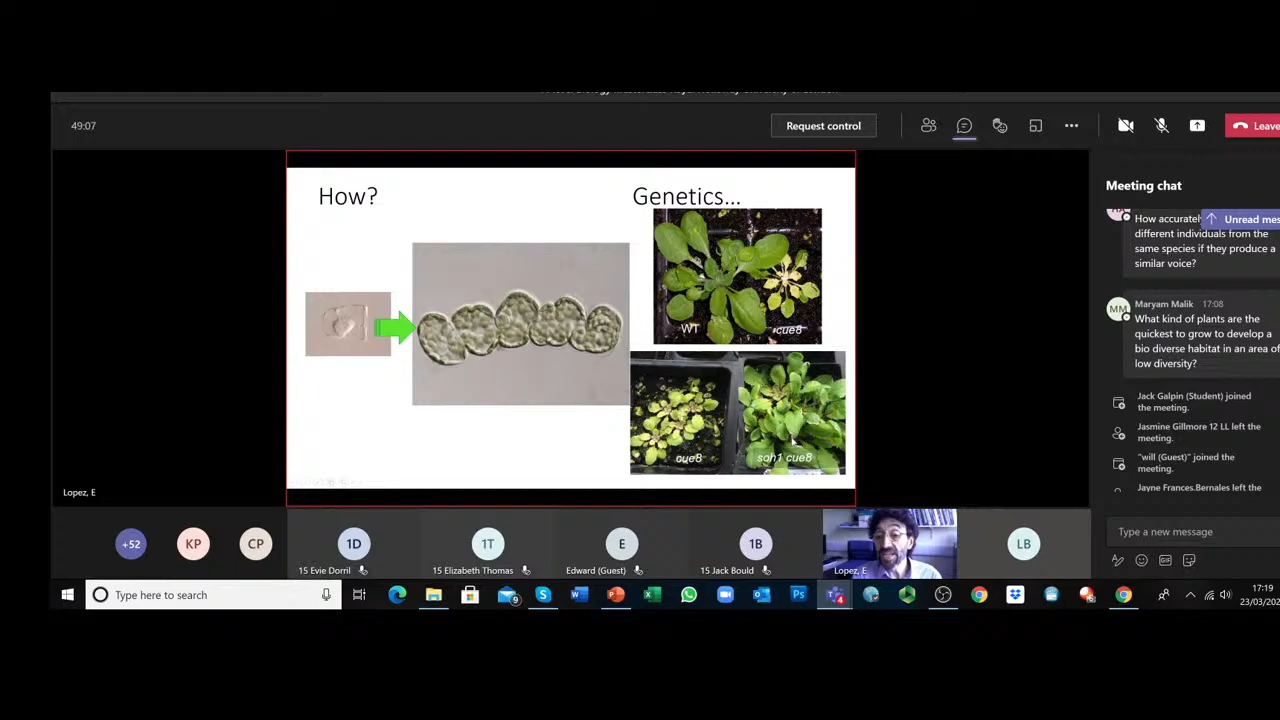 49:07
Request control
Leave
How?
Genetics...
WT
cue8
cue8
soh1 cue8
Lopez, E
Meeting chat
How accurately
Unread mes
different individuals from the
same species if they produce a
similar voice?
MM
Maryam Malik 17:08
What kind of plants are the
quickest to grow to develop a
bio diverse habitat in an area of
low diversity?
Jack Galpin (Student) joined
the meeting.
Jasmine Gillmore 12 LL left the
meeting.
"will (Guest)" joined the
meeting.
Jayne Frances.Bernales left the
Type a new message
+52
KP
CP
1D
15 Evie Dorril
1T
15 Elizabeth Thomas
E
Edward (Guest)
1B
15 Jack Bould
Lopez, E
LB
Type here to search
9
4
17:19
23/03/202